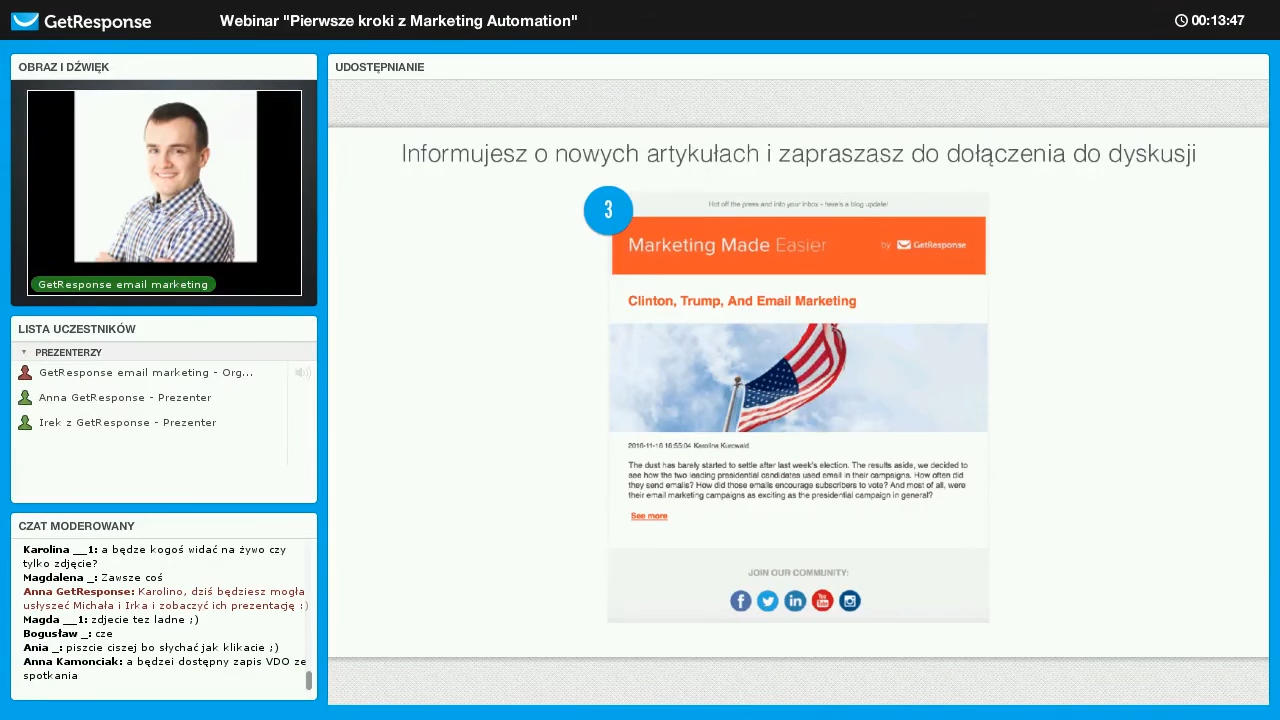 GetResponse
Webinar "Pierwsze kroki z Marketing Automation"
00:13:47
OBRAZ I DŹWIĘK
GetResponse email marketing
LISTA UCZESTNIKÓW
PREZENTERZY
GetResponse email marketing - Org...
Anna GetResponse - Prezenter
Irek z GetResponse - Prezenter
CZAT MODEROWANY
Karolina __1: a będze kogoś widać na żywo czy
tylko zdjęcie?
Magdalena _: Zawsze coś
Anna GetResponse: Karolino, dziś będziesz mogła
usłyszeć Michała i Irka i zobaczyć ich prezentację :)
Magda __1: zdjecie tez ladne ;)
Bogusław _: cze
Ania _: piszcie ciszej bo słychać jak klikacie ;)
Anna Kamonciak: a będzei dostępny zapis VDO ze
spotkania
UDOSTĘPNIANIE
Informujesz o nowych artykułach i zapraszasz do dołączenia do dyskusji
3
Hot off the press and into your inbox - here's a blog update!
Marketing Made Easier
by GetResponse
Clinton, Trump, And Email Marketing
2016-11-16 16:55:04 Karolina Kurcwald
The dust has barely started to settle after last week's election. The results aside, we decided to
see how the two leading presidential candidates used email in their campaigns. How often did
they send emails? How did those emails encourage subscribers to vote? And most of all, were
their email marketing campaigns as exciting as the presidential campaign in general?
See more
JOIN OUR COMMUNITY: